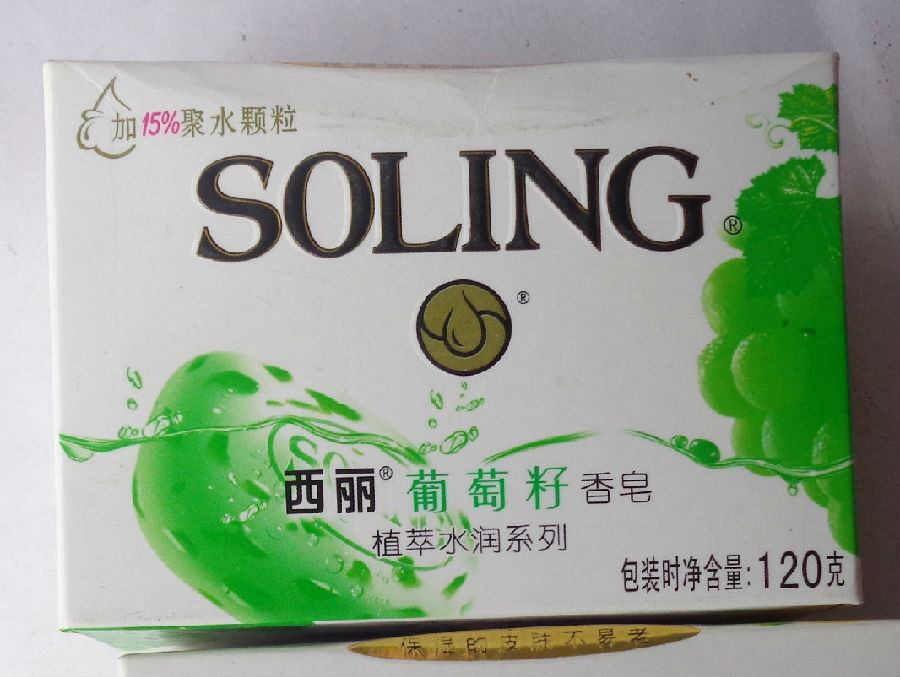 加15%聚水颗粒
SOLING®
®
西丽® 葡萄籽香皂
植萃水润系列
包装时净含量:120克
保湿的皮肤不易老